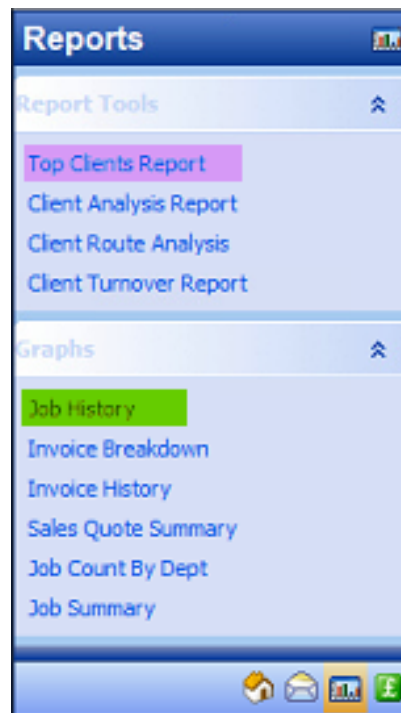 Reports
Report Tools
Top Clients Report
Client Analysis Report
Client Route Analysis
Client Turnover Report
Graphs
Job History
Invoice Breakdown
Invoice History
Sales Quote Summary
Job Count By Dept
Job Summary
£